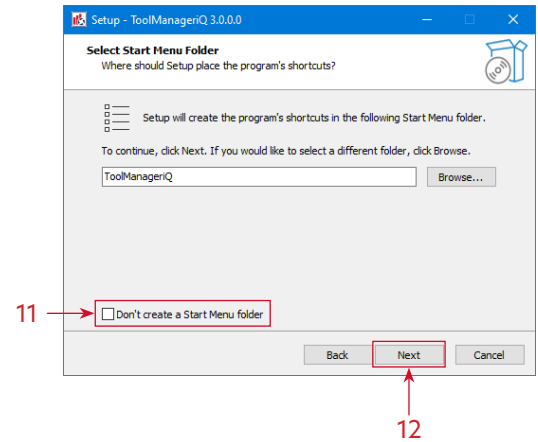 Setup - ToolManageriQ 3.0.0.0
Select Start Menu Folder
Where should Setup place the program's shortcuts?
Setup will create the program's shortcuts in the following Start Menu folder.
To continue, click Next. If you would like to select a different folder, click Browse.
ToolManageriQ
Browse...
11
Don't create a Start Menu folder
Back
Next
Cancel
12